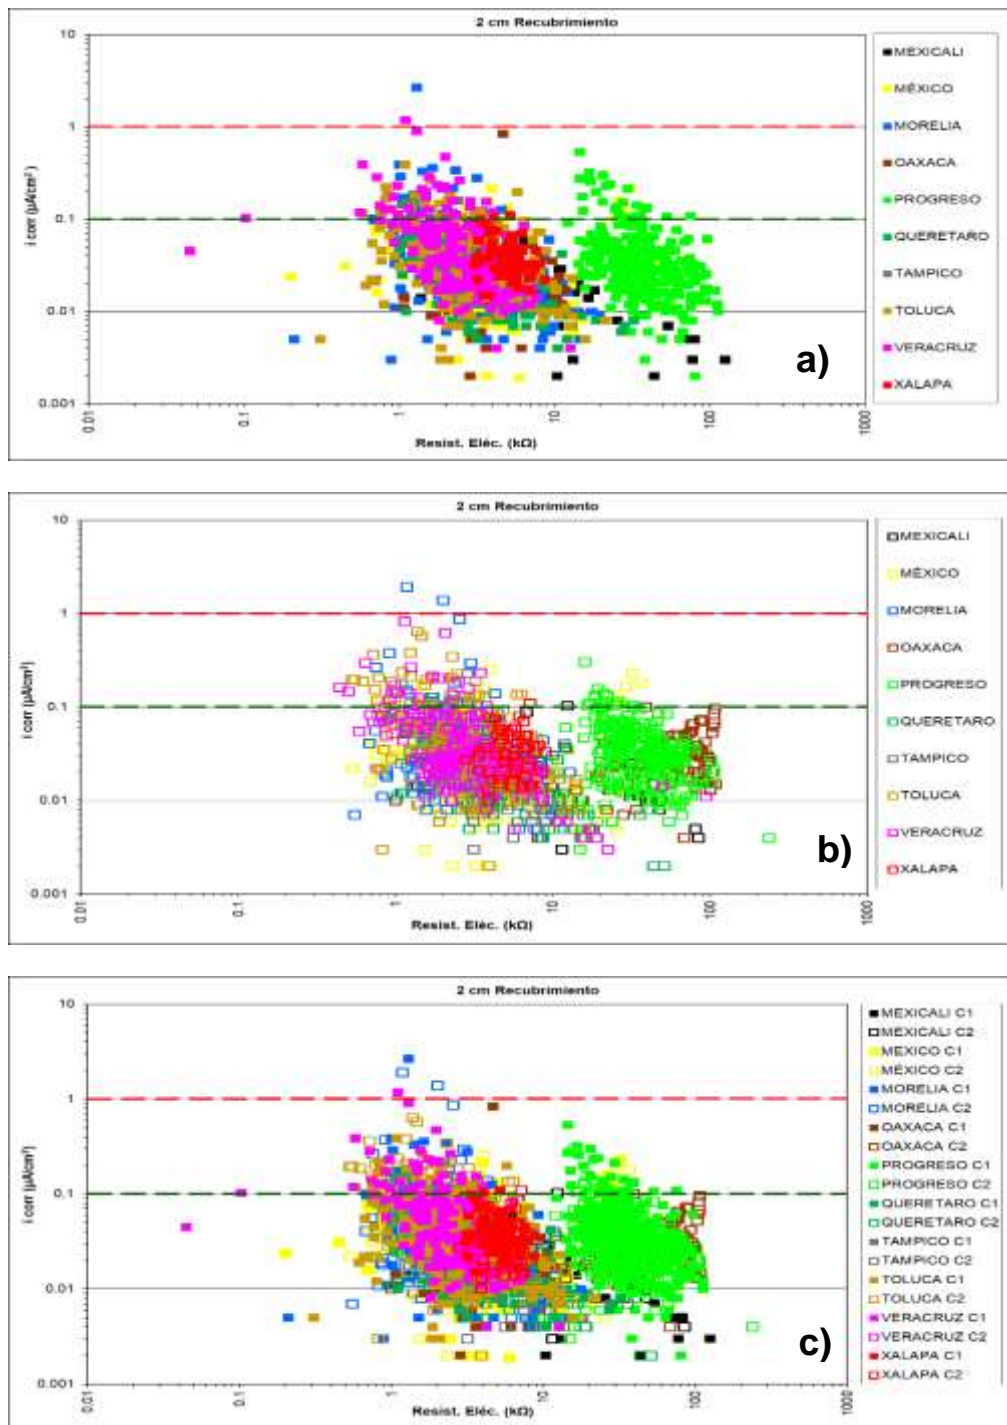 2 cm Recubrimiento
10
1
0.1
0.01
0.001
i corr (µA/cm²)
0.01
0.1
1
10
100
1000
Resist. Eléc. (kΩ)
MEXICALI
MÉXICO
MORELIA
OAXACA
PROGRESO
QUERETARO
TAMPICO
TOLUCA
VERACRUZ
XALAPA
a)
2 cm Recubrimiento
10
1
0.1
0.01
0.001
i corr (µA/cm²)
0.01
0.1
1
10
100
1000
Resist. Eléc. (kΩ)
MEXICALI
MÉXICO
MORELIA
OAXACA
PROGRESO
QUERETARO
TAMPICO
TOLUCA
VERACRUZ
XALAPA
b)
2 cm Recubrimiento
10
1
0.1
0.01
0.001
i corr (µA/cm²)
0.01
0.1
1
10
100
1000
Resist. Eléc. (kΩ)
MEXICALI C1
MEXICALI C2
MEXICO C1
MÉXICO C2
MORELIA C1
MORELIA C2
OAXACA C1
OAXACA C2
PROGRESO C1
PROGRESO C2
QUERETARO C1
QUERETARO C2
TAMPICO C1
TAMPICO C2
TOLUCA C1
TOLUCA C2
VERACRUZ C1
VERACRUZ C2
XALAPA C1
XALAPA C2
c)